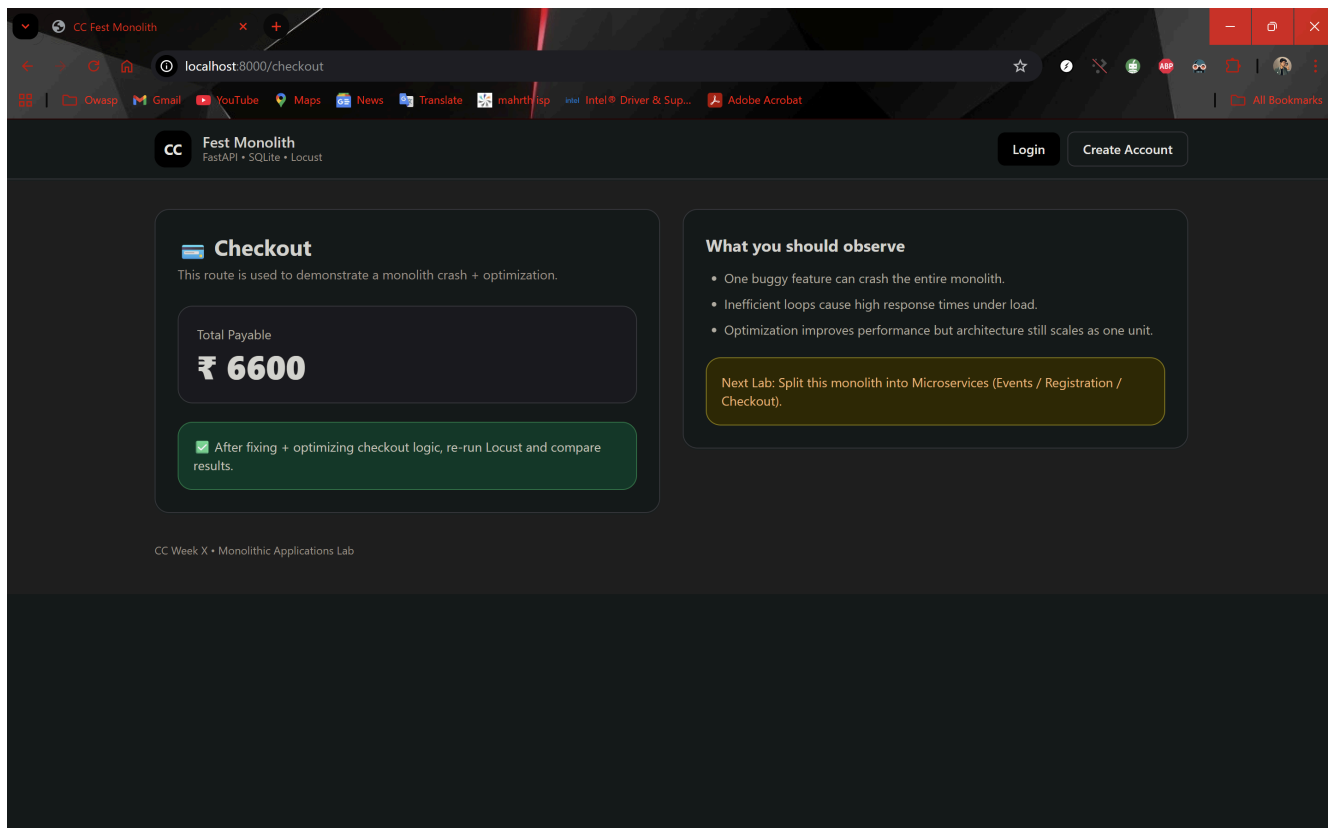 CC Fest Monolith
localhost:8000/checkout
ABP
Owasp
Gmail
YouTube
Maps
News
Translate
mahrth isp
intel Intel® Driver & Sup...
Adobe Acrobat
All Bookmarks
CC
Fest Monolith
FastAPI • SQLite • Locust
Login
Create Account
Checkout
This route is used to demonstrate a monolith crash + optimization.
Total Payable
₹ 6600
After fixing + optimizing checkout logic, re-run Locust and compare
results.
What you should observe
• One buggy feature can crash the entire monolith.
• Inefficient loops cause high response times under load.
• Optimization improves performance but architecture still scales as one unit.
Next Lab: Split this monolith into Microservices (Events / Registration /
Checkout).
CC Week X • Monolithic Applications Lab